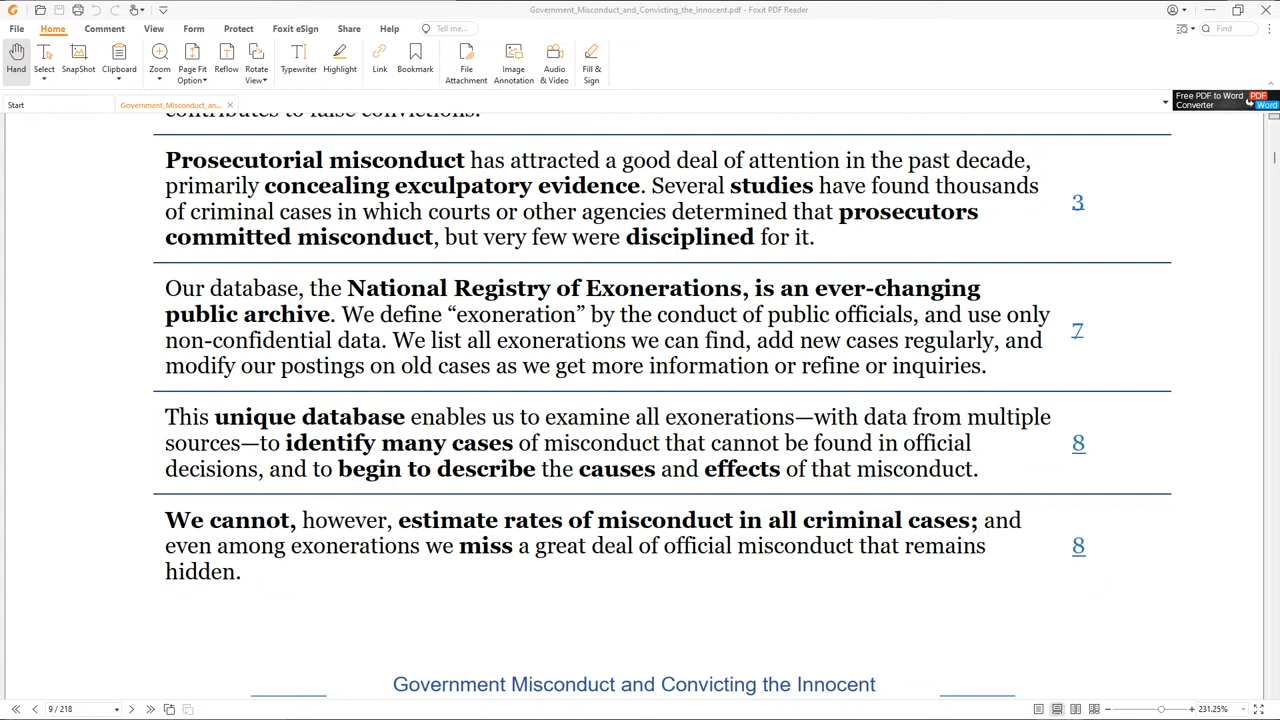 Government_Misconduct_and_Convicting_the_Innocent.pdf - Foxit PDF Reader
File Home Comment View Form Protect Foxit eSign Share Help Tell me... Find
Hand Select SnapShot Clipboard Zoom Page Fit Option Reflow Rotate View Typewriter Highlight Link Bookmark File Attachment Image Annotation Audio & Video Fill & Sign
Start Government_Misconduct_an... Free PDF to Word Converter PDF Word
contributes to false convictions.
Prosecutorial misconduct has attracted a good deal of attention in the past decade,
primarily concealing exculpatory evidence. Several studies have found thousands
of criminal cases in which courts or other agencies determined that prosecutors
committed misconduct, but very few were disciplined for it.
3
Our database, the National Registry of Exonerations, is an ever-changing
public archive. We define “exoneration” by the conduct of public officials, and use only
non-confidential data. We list all exonerations we can find, add new cases regularly, and
modify our postings on old cases as we get more information or refine or inquiries.
7
This unique database enables us to examine all exonerations—with data from multiple
sources—to identify many cases of misconduct that cannot be found in official
decisions, and to begin to describe the causes and effects of that misconduct.
8
We cannot, however, estimate rates of misconduct in all criminal cases; and
even among exonerations we miss a great deal of official misconduct that remains
hidden.
8
Government Misconduct and Convicting the Innocent
9 / 218 231.25%